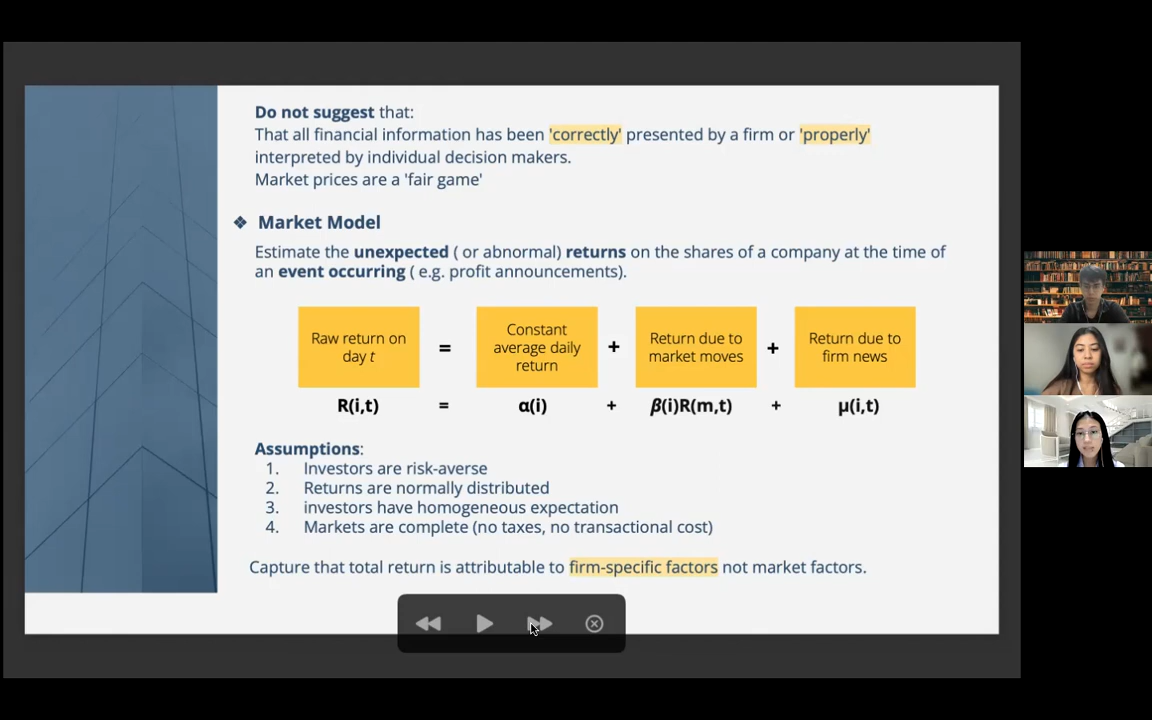 Do not suggest that:
That all financial information has been 'correctly' presented by a firm or 'properly'
interpreted by individual decision makers.
Market prices are a 'fair game'
❖ Market Model
Estimate the unexpected ( or abnormal) returns on the shares of a company at the time of
an event occurring ( e.g. profit announcements).
Raw return on
day t
=
Constant
average daily
return
+
Return due to
market moves
+
Return due to
firm news
R(i,t) = α(i) + β(i)R(m,t) + μ(i,t)
Assumptions:
1. Investors are risk-averse
2. Returns are normally distributed
3. investors have homogeneous expectation
4. Markets are complete (no taxes, no transactional cost)
Capture that total return is attributable to firm-specific factors not market factors.